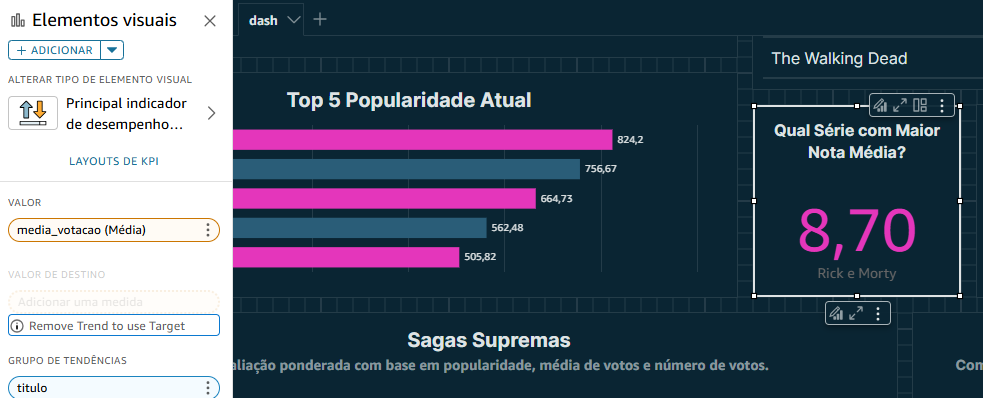 Elementos visuais
+ ADICIONAR
ALTERAR TIPO DE ELEMENTO VISUAL
Principal indicador
de desempenho...
LAYOUTS DE KPI
VALOR
media_votacao (Média)
VALOR DE DESTINO
Adicionar uma medida
Remove Trend to use Target
GRUPO DE TENDÊNCIAS
titulo
dash
Top 5 Popularidade Atual
824,2
756,67
664,73
562,48
505,82
The Walking Dead
Qual Série com Maior
Nota Média?
8,70
Rick e Morty
Sagas Supremas
aliação ponderada com base em popularidade, média de votos e número de votos.
Com